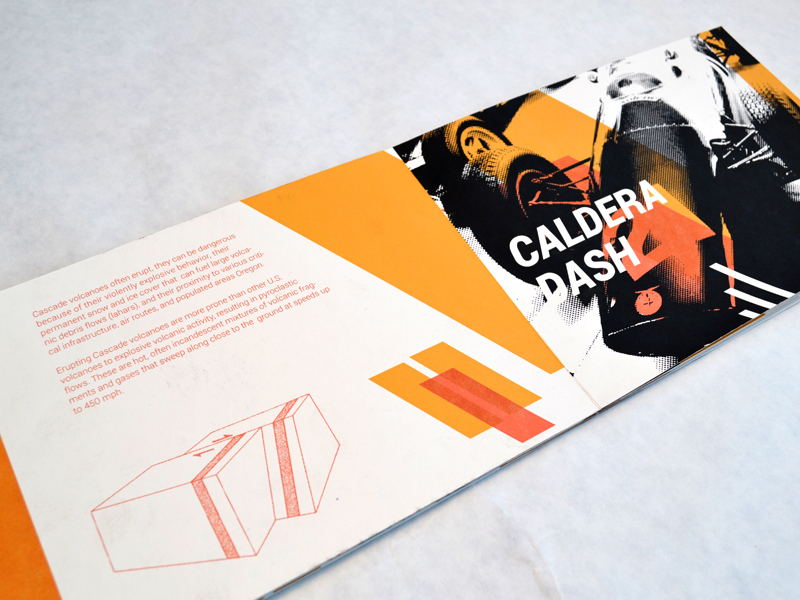 Cascade volcanoes often erupt, they can be dangerous
because of their violently explosive behavior, their
permanent snow and ice cover that can fuel large volca-
nic debris flows (lahars), and their proximity to various criti-
cal infrastructure, air routes, and populated areas Oregon.
Erupting Cascade volcanoes are more prone than other U.S.
volcanoes to explosive volcanic activity, resulting in pyroclastic
flows. These are hot, often incandescent mixtures of volcanic frag-
ments and gases that sweep along close to the ground at speeds up
to 450 mph.
CALDERA
DASH